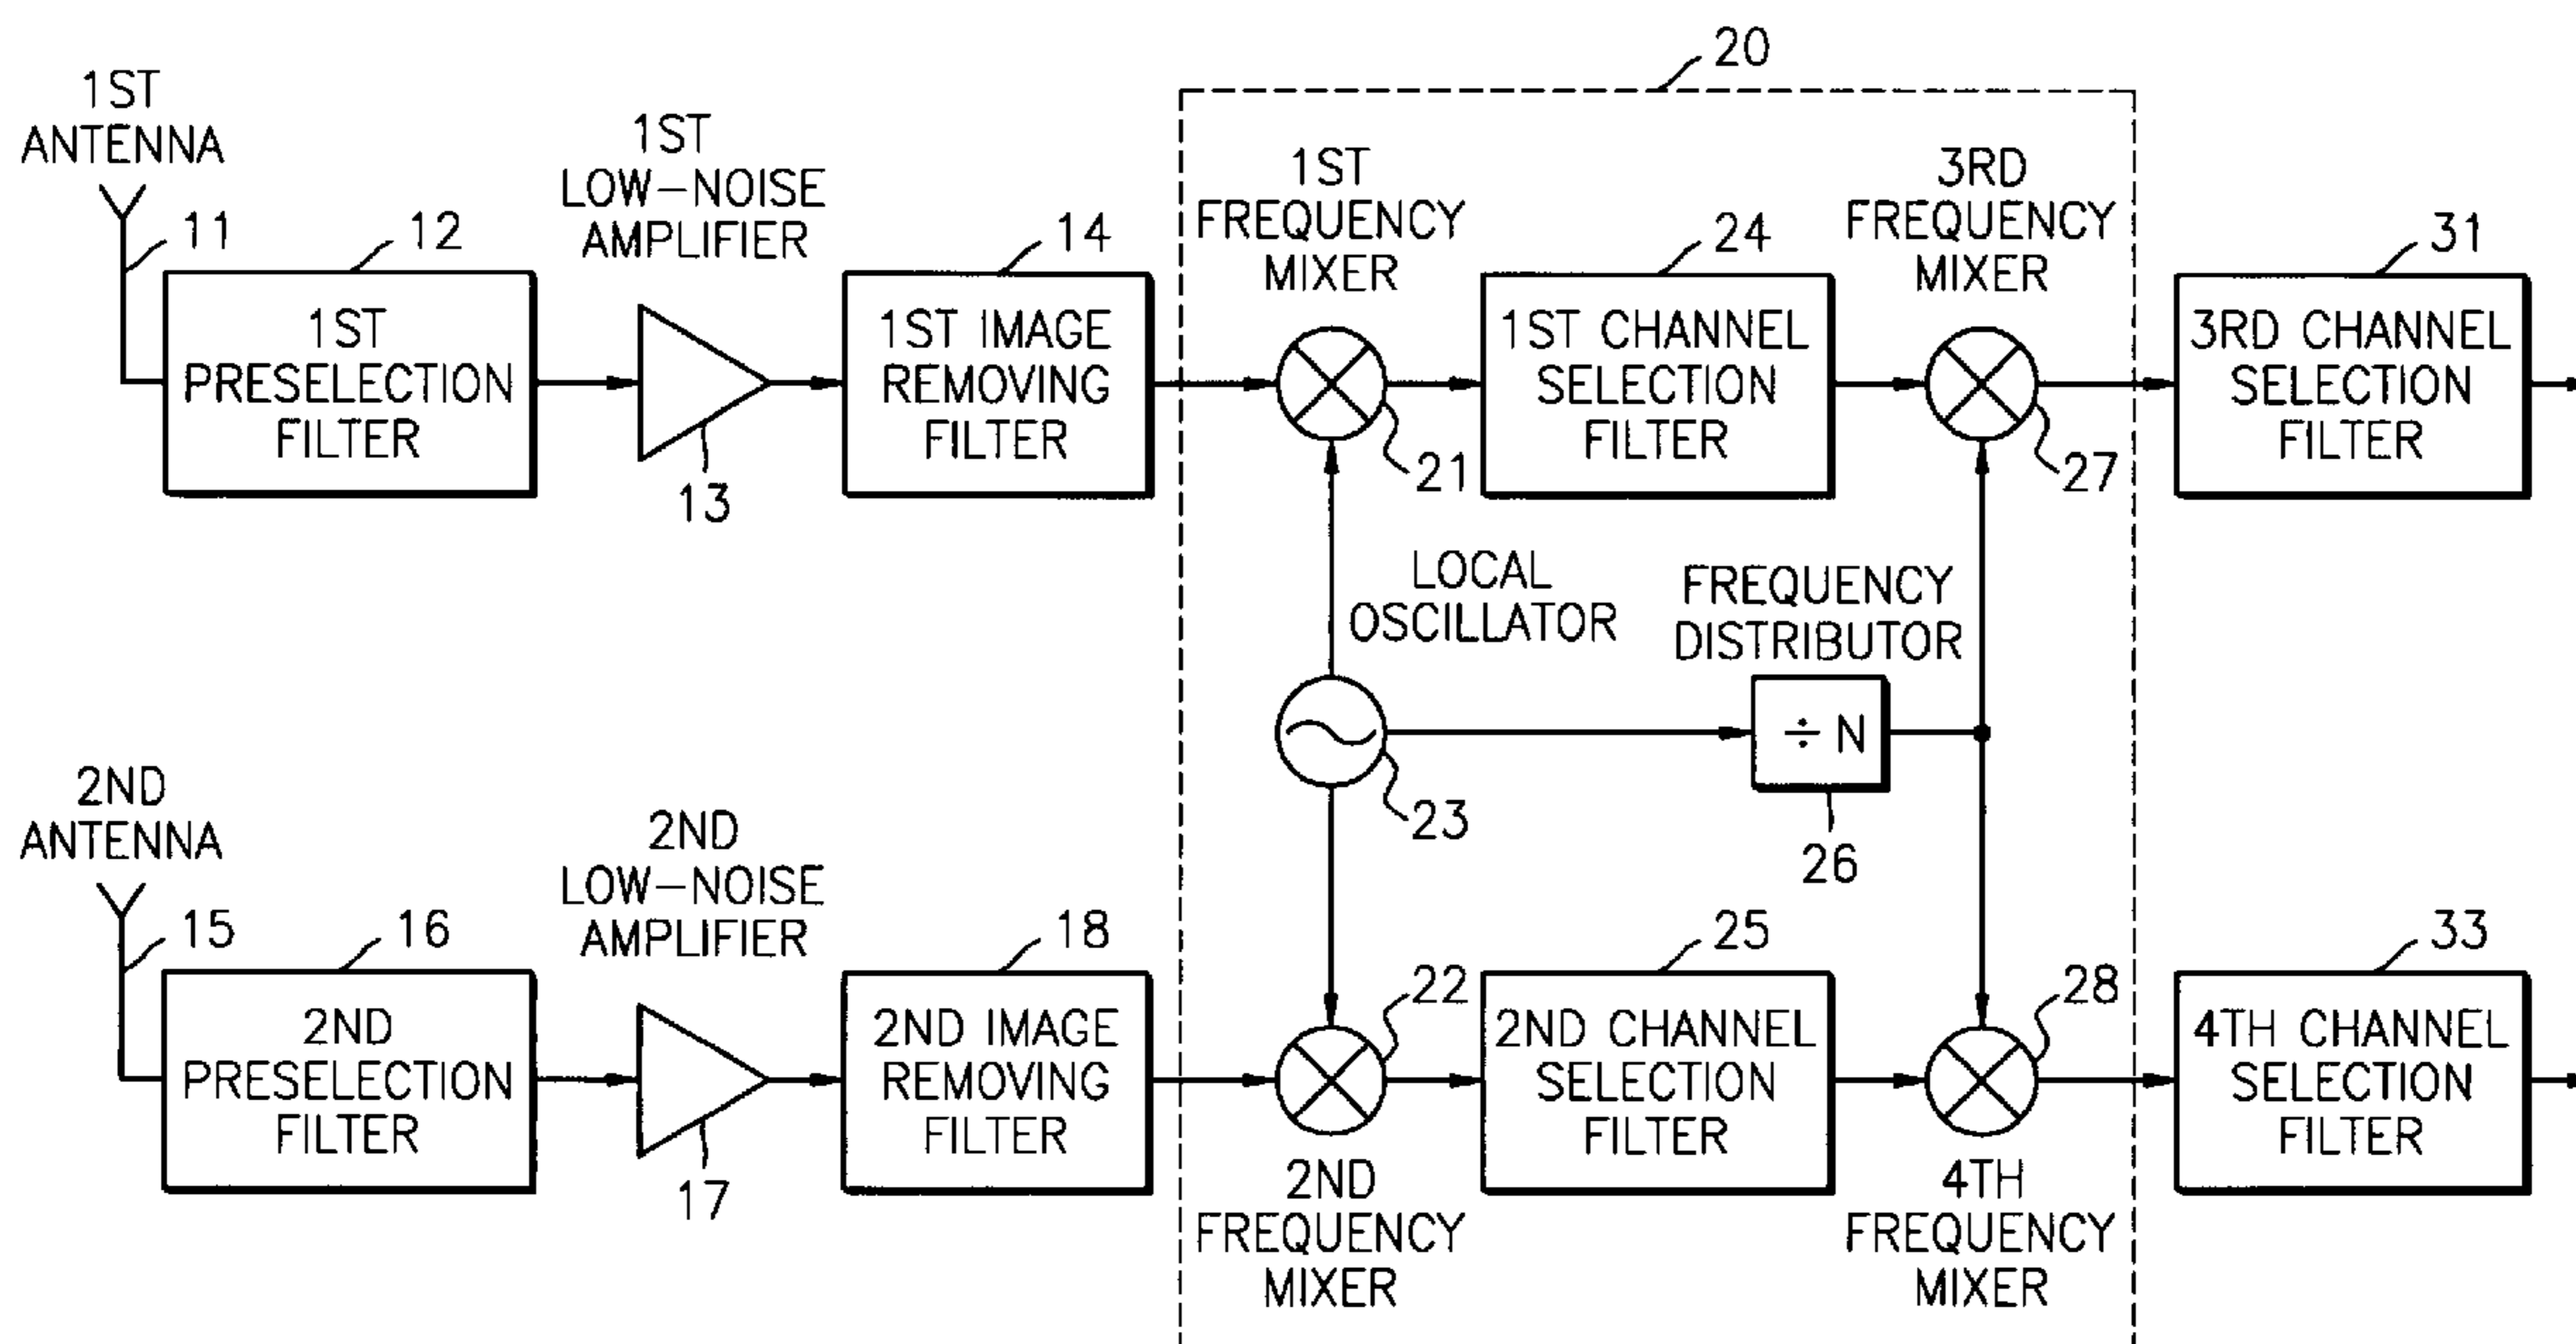 20
1ST
ANTENNA
11
12
1ST
LOW-NOISE
AMPLIFIER
13
14
1ST
FREQUENCY
MIXER
21
24
3RD
FREQUENCY
MIXER
27
31
1ST
PRESELECTION
FILTER
1ST IMAGE
REMOVING
FILTER
1ST CHANNEL
SELECTION
FILTER
3RD CHANNEL
SELECTION
FILTER
LOCAL
OSCILLATOR
23
FREQUENCY
DISTRIBUTOR
÷ N
26
2ND
ANTENNA
15
16
2ND
LOW-NOISE
AMPLIFIER
17
18
22
25
28
33
2ND
PRESELECTION
FILTER
2ND IMAGE
REMOVING
FILTER
2ND CHANNEL
SELECTION
FILTER
4TH CHANNEL
SELECTION
FILTER
2ND
FREQUENCY
MIXER
4TH
FREQUENCY
MIXER